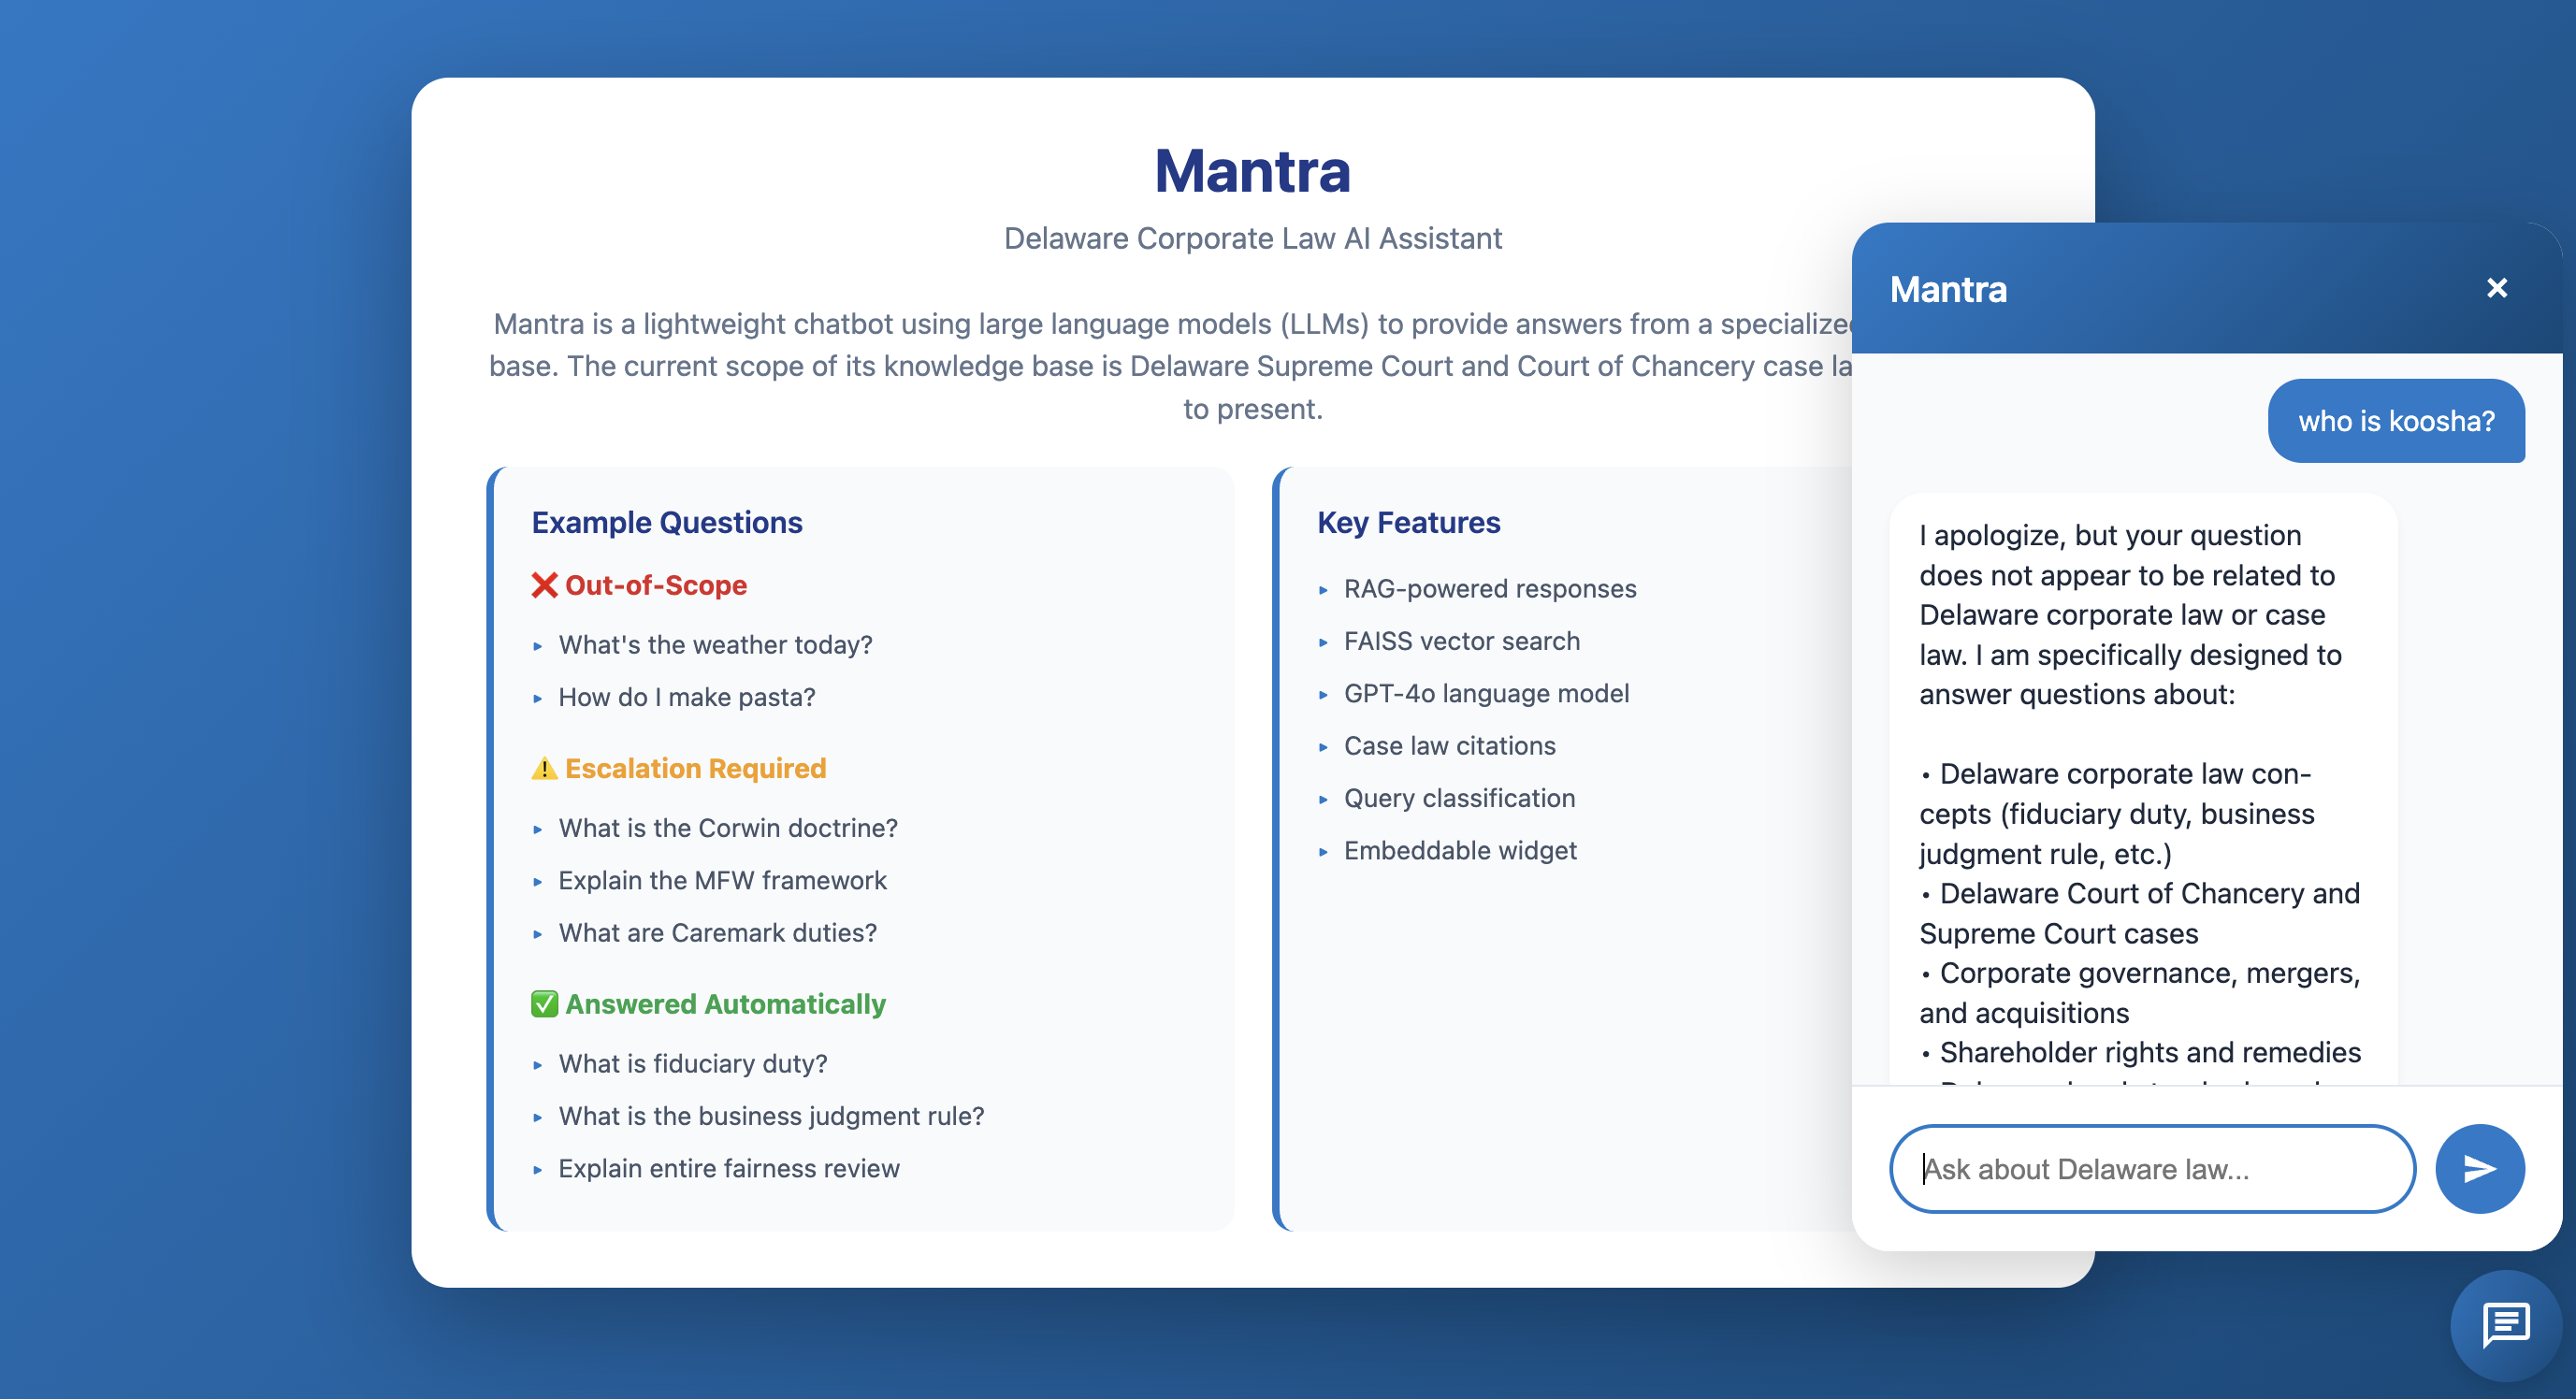 Mantra
Delaware Corporate Law AI Assistant
Mantra is a lightweight chatbot using large language models (LLMs) to provide answers from a specialized
base. The current scope of its knowledge base is Delaware Supreme Court and Court of Chancery case la
to present.
Example Questions
❌ Out-of-Scope
▸ What's the weather today?
▸ How do I make pasta?
⚠️ Escalation Required
▸ What is the Corwin doctrine?
▸ Explain the MFW framework
▸ What are Caremark duties?
✅ Answered Automatically
▸ What is fiduciary duty?
▸ What is the business judgment rule?
▸ Explain entire fairness review
Key Features
▸ RAG-powered responses
▸ FAISS vector search
▸ GPT-4o language model
▸ Case law citations
▸ Query classification
▸ Embeddable widget
Mantra
who is koosha?
I apologize, but your question
does not appear to be related to
Delaware corporate law or case
law. I am specifically designed to
answer questions about:
• Delaware corporate law con-
cepts (fiduciary duty, business
judgment rule, etc.)
• Delaware Court of Chancery and
Supreme Court cases
• Corporate governance, mergers,
and acquisitions
• Shareholder rights and remedies
Ask about Delaware law...